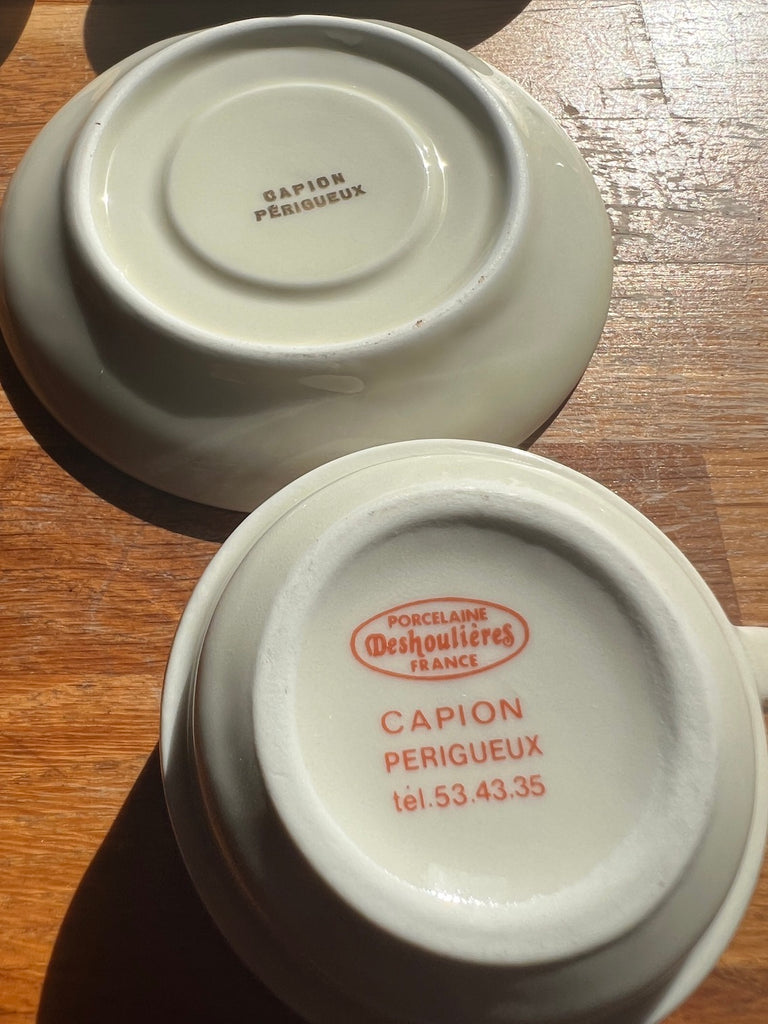 CAPION
PÉRIGUEUX
PORCELAINE
Deshoulières
FRANCE
CAPION
PERIGUEUX
tél.53.43.35